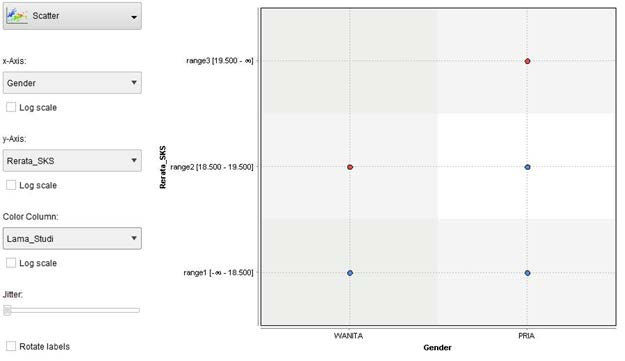 Scatter
x-Axis:
Gender
Log scale
y-Axis:
Rerata_SKS
Log scale
Color Column:
Lama_Studi
Log scale
Jitter:
Rotate labels
Rerata_SKS
range3 [19.500 - ∞]
range2 [18.500 - 19.500]
range1 [-∞ - 18.500]
WANITA PRIA
Gender